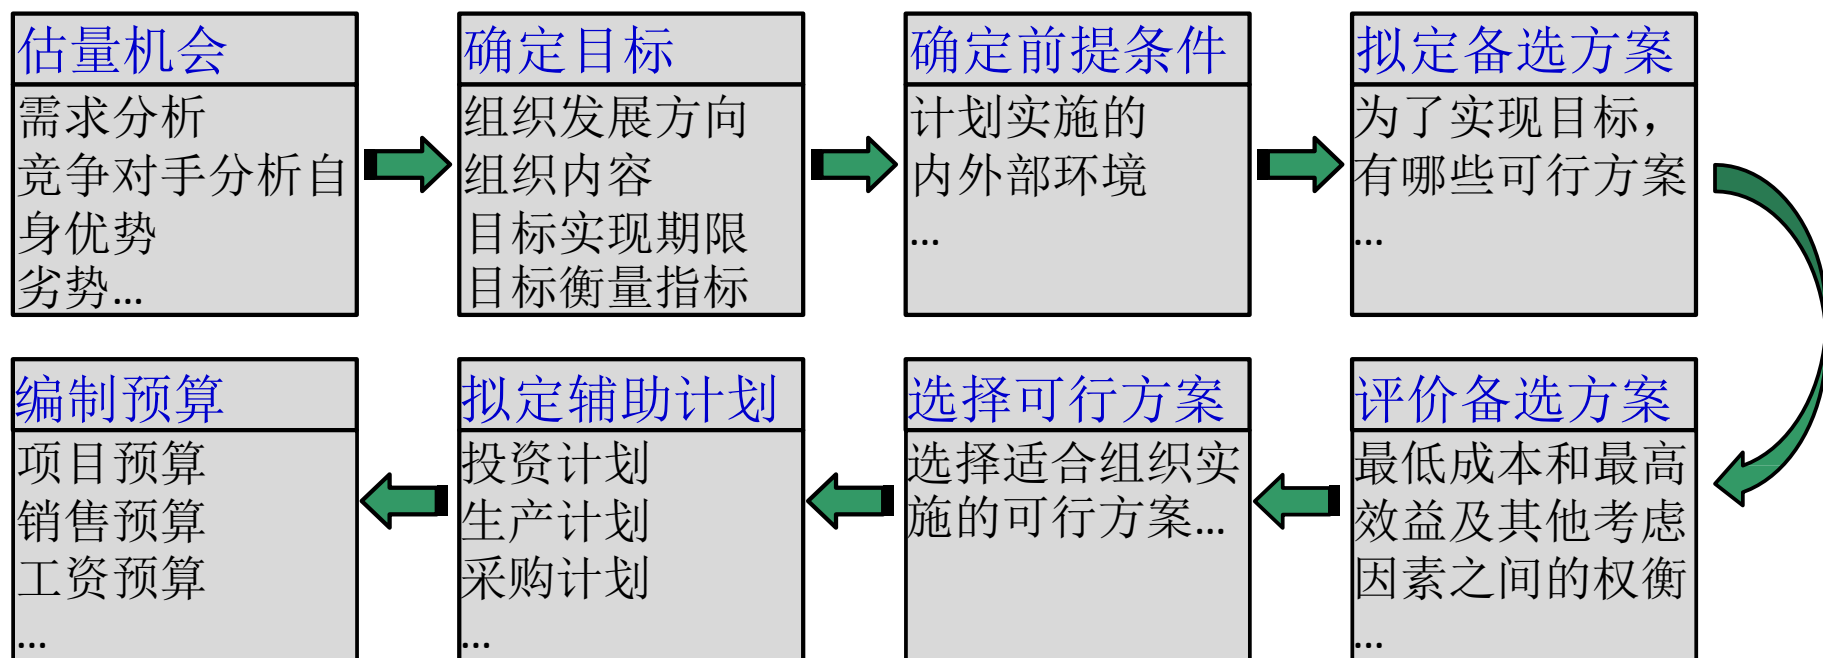 估量机会
需求分析
竞争对手分析自
身优势
劣势...
确定目标
组织发展方向
组织内容
目标实现期限
目标衡量指标
确定前提条件
计划实施的
内外部环境
...
拟定备选方案
为了实现目标，
有哪些可行方案
...
评价备选方案
最低成本和最高
效益及其他考虑
因素之间的权衡
...
选择可行方案
选择适合组织实
施的可行方案...
拟定辅助计划
投资计划
生产计划
采购计划
...
编制预算
项目预算
销售预算
工资预算
...